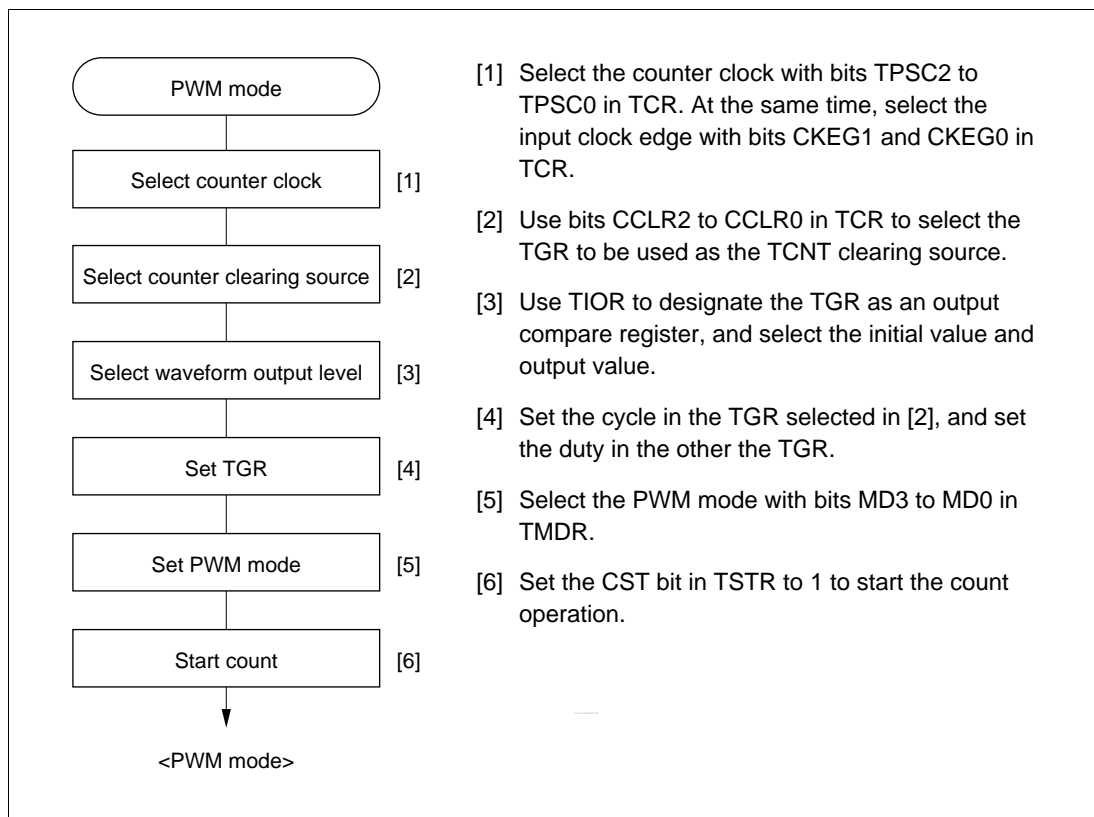 PWM mode
Select counter clock
[1]
Select counter clearing source
[2]
Select waveform output level
[3]
Set TGR
[4]
Set PWM mode
[5]
Start count
[6]
<PWM mode>
[1] Select the counter clock with bits TPSC2 to
TPSC0 in TCR. At the same time, select the
input clock edge with bits CKEG1 and CKEG0 in
TCR.
[2] Use bits CCLR2 to CCLR0 in TCR to select the
TGR to be used as the TCNT clearing source.
[3] Use TIOR to designate the TGR as an output
compare register, and select the initial value and
output value.
[4] Set the cycle in the TGR selected in [2], and set
the duty in the other the TGR.
[5] Select the PWM mode with bits MD3 to MD0 in
TMDR.
[6] Set the CST bit in TSTR to 1 to start the count
operation.